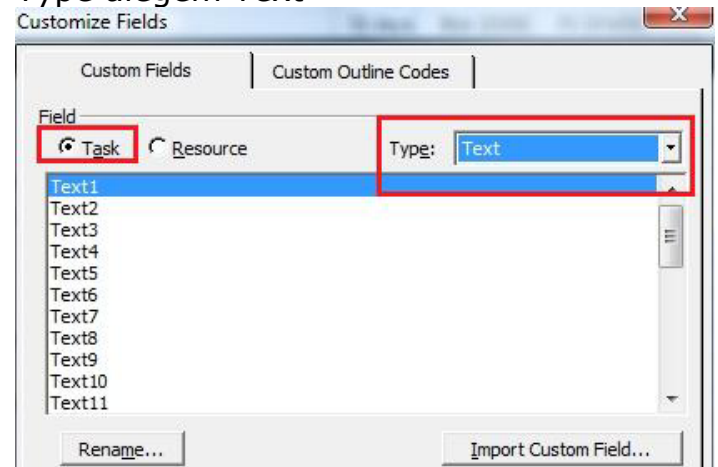 Customize Fields
Custom Fields Custom Outline Codes
Field
Task Resource Type: Text
Text1
Text2
Text3
Text4
Text5
Text6
Text7
Text8
Text9
Text10
Text11
Rename... Import Custom Field...